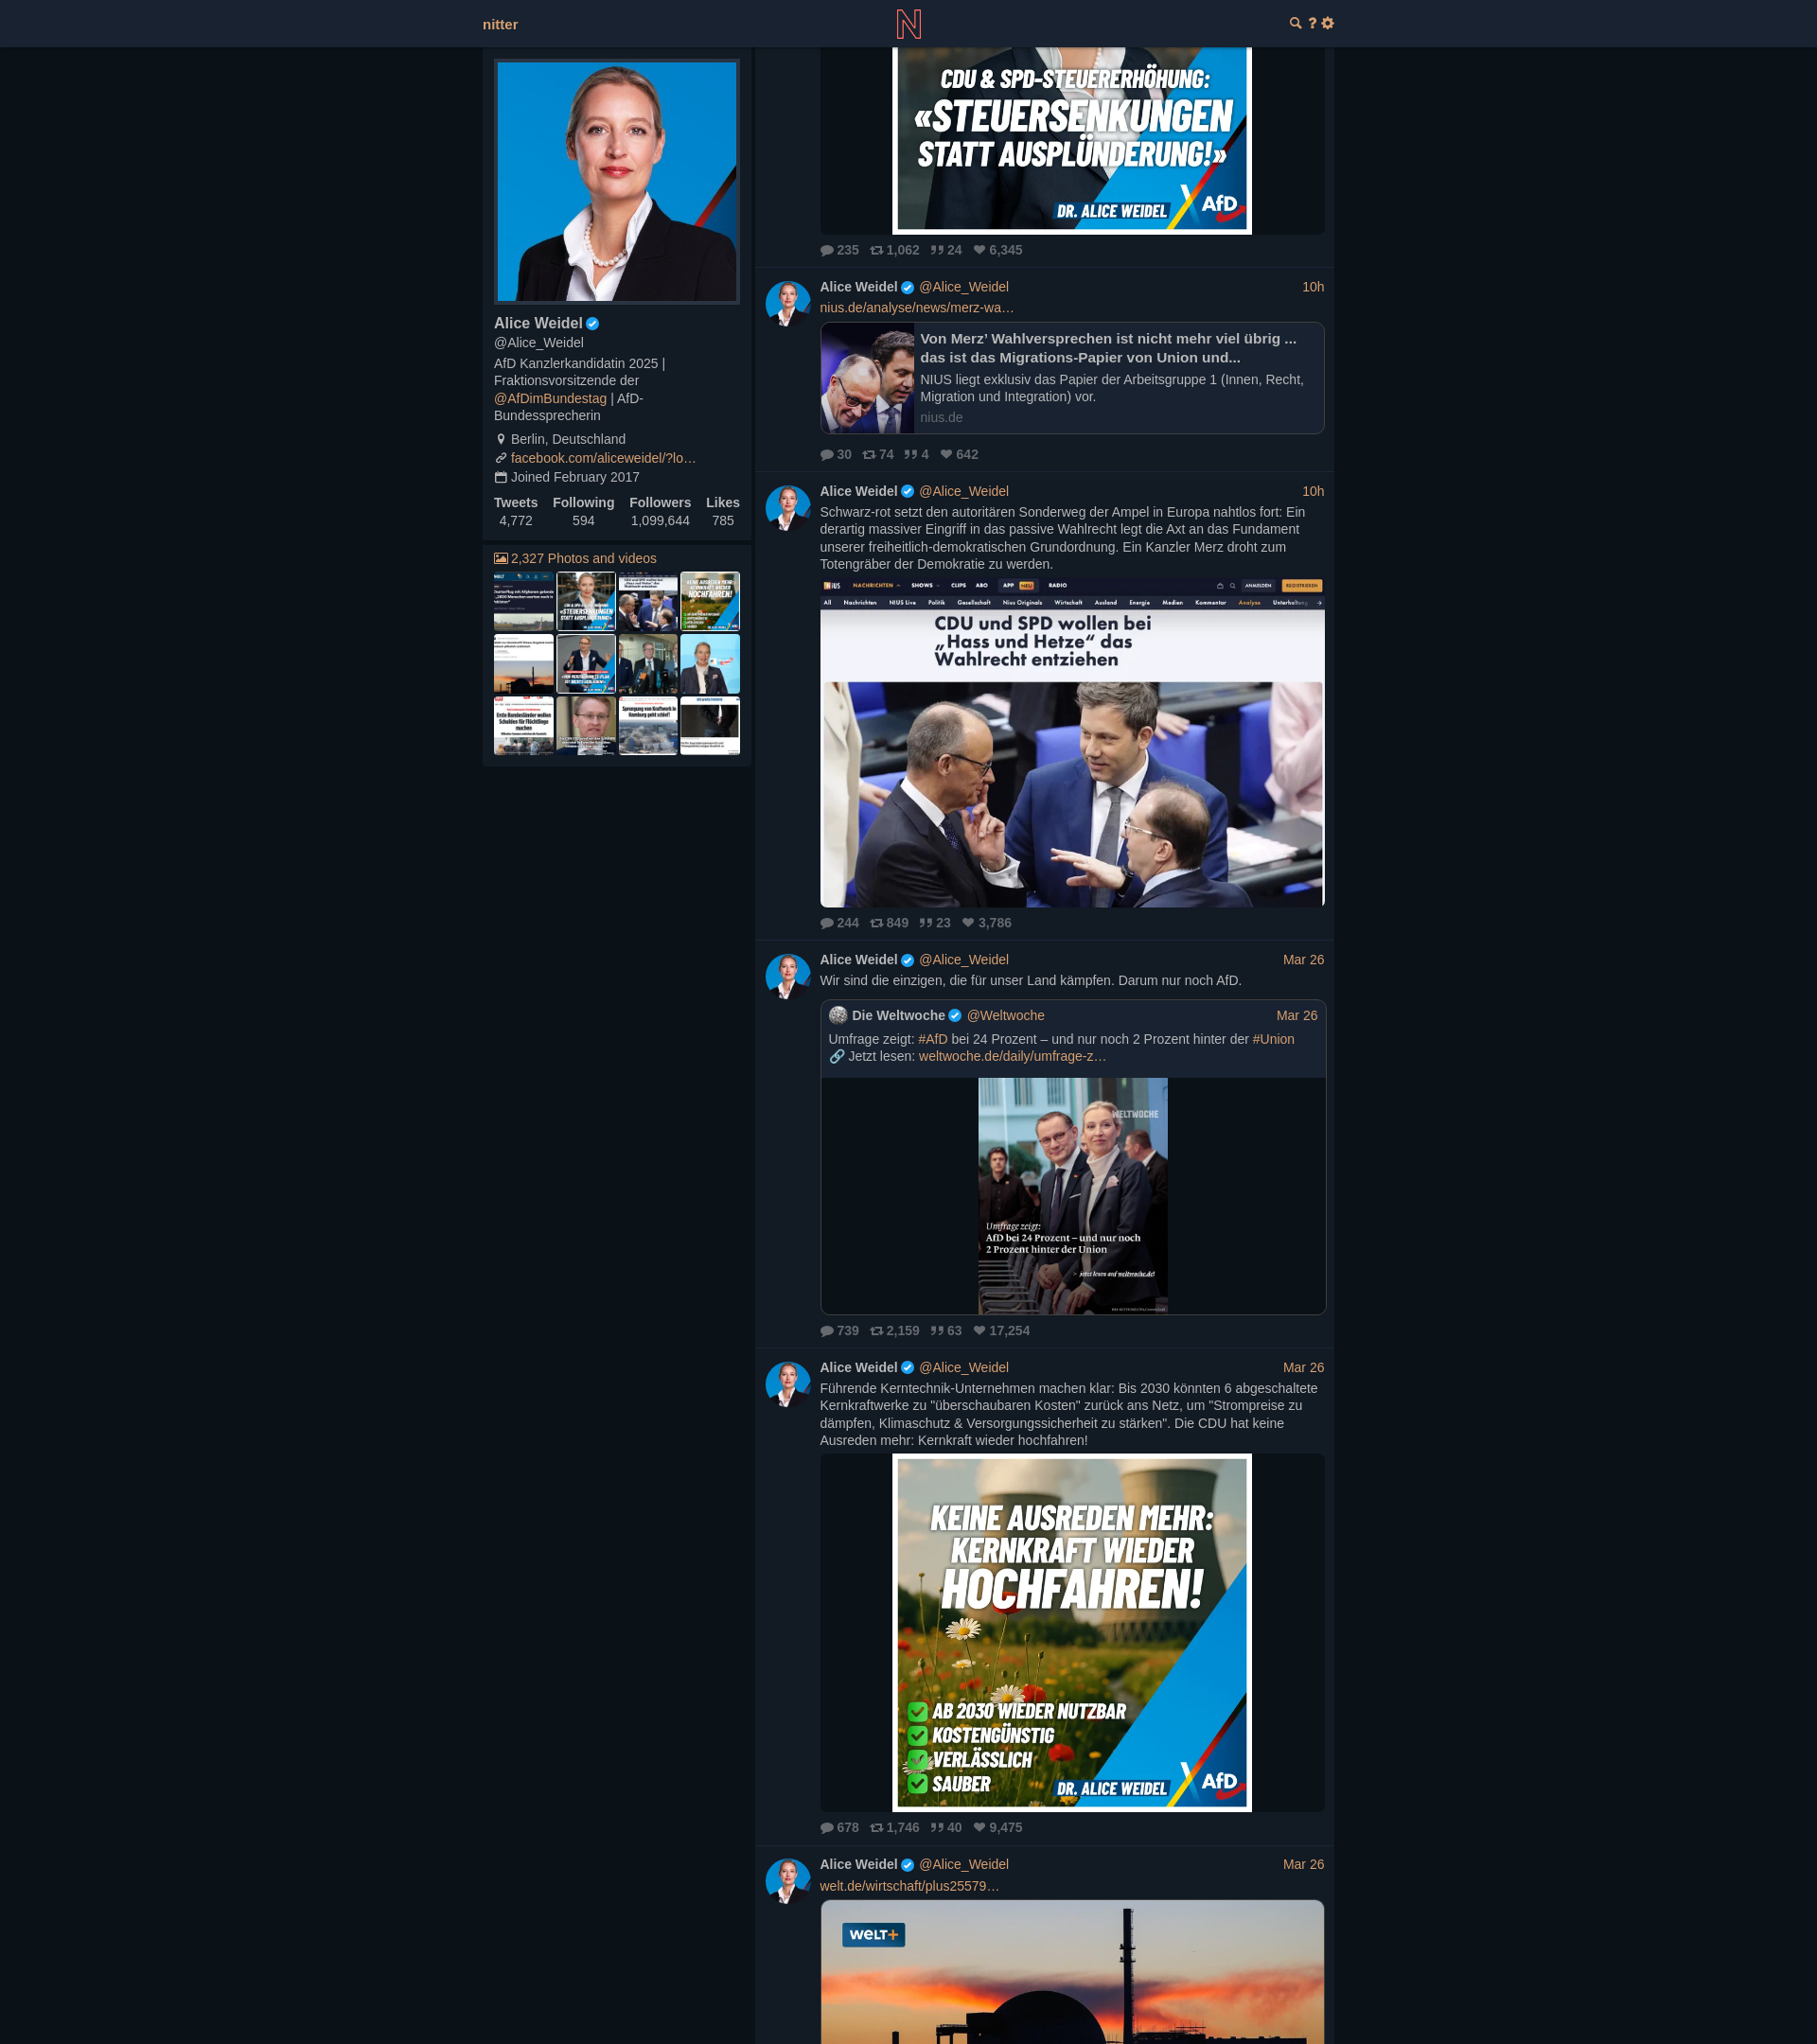 nitter
N
Alice Weidel
@Alice_Weidel
AfD Kanzlerkandidatin 2025 |
Fraktionsvorsitzende der
@AfDimBundestag | AfD-
Bundessprecherin
Berlin, Deutschland
facebook.com/aliceweidel/?lo…
Joined February 2017
Tweets Following Followers Likes
4,772 594 1,099,644 785
2,327 Photos and videos
CDU & SPD-STEUERERHÖHUNG:
«STEUERSENKUNGEN
STATT AUSPLÜNDERUNG!»
DR. ALICE WEIDEL AfD
235 1,062 24 6,345
Alice Weidel @Alice_Weidel 10h
nius.de/analyse/news/merz-wa…
Von Merz’ Wahlversprechen ist nicht mehr viel übrig ...
das ist das Migrations-Papier von Union und...
NIUS liegt exklusiv das Papier der Arbeitsgruppe 1 (Innen, Recht,
Migration und Integration) vor.
nius.de
30 74 4 642
Alice Weidel @Alice_Weidel 10h
Schwarz-rot setzt den autoritären Sonderweg der Ampel in Europa nahtlos fort: Ein
derartig massiver Eingriff in das passive Wahlrecht legt die Axt an das Fundament
unserer freiheitlich-demokratischen Grundordnung. Ein Kanzler Merz droht zum
Totengräber der Demokratie zu werden.
NIUS NACHRICHTEN SHOWS CLIPS ABO APP NEU RADIO ANMELDEN REGISTRIEREN
All Nachrichten NIUS Live Politik Gesellschaft Nius Originals Wirtschaft Ausland Energie Medien Kommentar Analyse Unterhaltung
CDU und SPD wollen bei
„Hass und Hetze“ das
Wahlrecht entziehen
244 849 23 3,786
Alice Weidel @Alice_Weidel Mar 26
Wir sind die einzigen, die für unser Land kämpfen. Darum nur noch AfD.
Die Weltwoche @Weltwoche Mar 26
Umfrage zeigt: #AfD bei 24 Prozent – und nur noch 2 Prozent hinter der #Union
🔗 Jetzt lesen: weltwoche.de/daily/umfrage-z…
WELTWOCHE
Umfrage zeigt:
AfD bei 24 Prozent – und nur noch
2 Prozent hinter der Union
> jetzt lesen auf weltwoche.de!
739 2,159 63 17,254
Alice Weidel @Alice_Weidel Mar 26
Führende Kerntechnik-Unternehmen machen klar: Bis 2030 könnten 6 abgeschaltete
Kernkraftwerke zu "überschaubaren Kosten" zurück ans Netz, um "Strompreise zu
dämpfen, Klimaschutz & Versorgungssicherheit zu stärken". Die CDU hat keine
Ausreden mehr: Kernkraft wieder hochfahren!
KEINE AUSREDEN MEHR:
KERNKRAFT WIEDER
HOCHFAHREN!
✅ AB 2030 WIEDER NUTZBAR
✅ KOSTENGÜNSTIG
✅ VERLÄSSLICH
✅ SAUBER
DR. ALICE WEIDEL AfD
678 1,746 40 9,475
Alice Weidel @Alice_Weidel Mar 26
welt.de/wirtschaft/plus25579…
WELT+